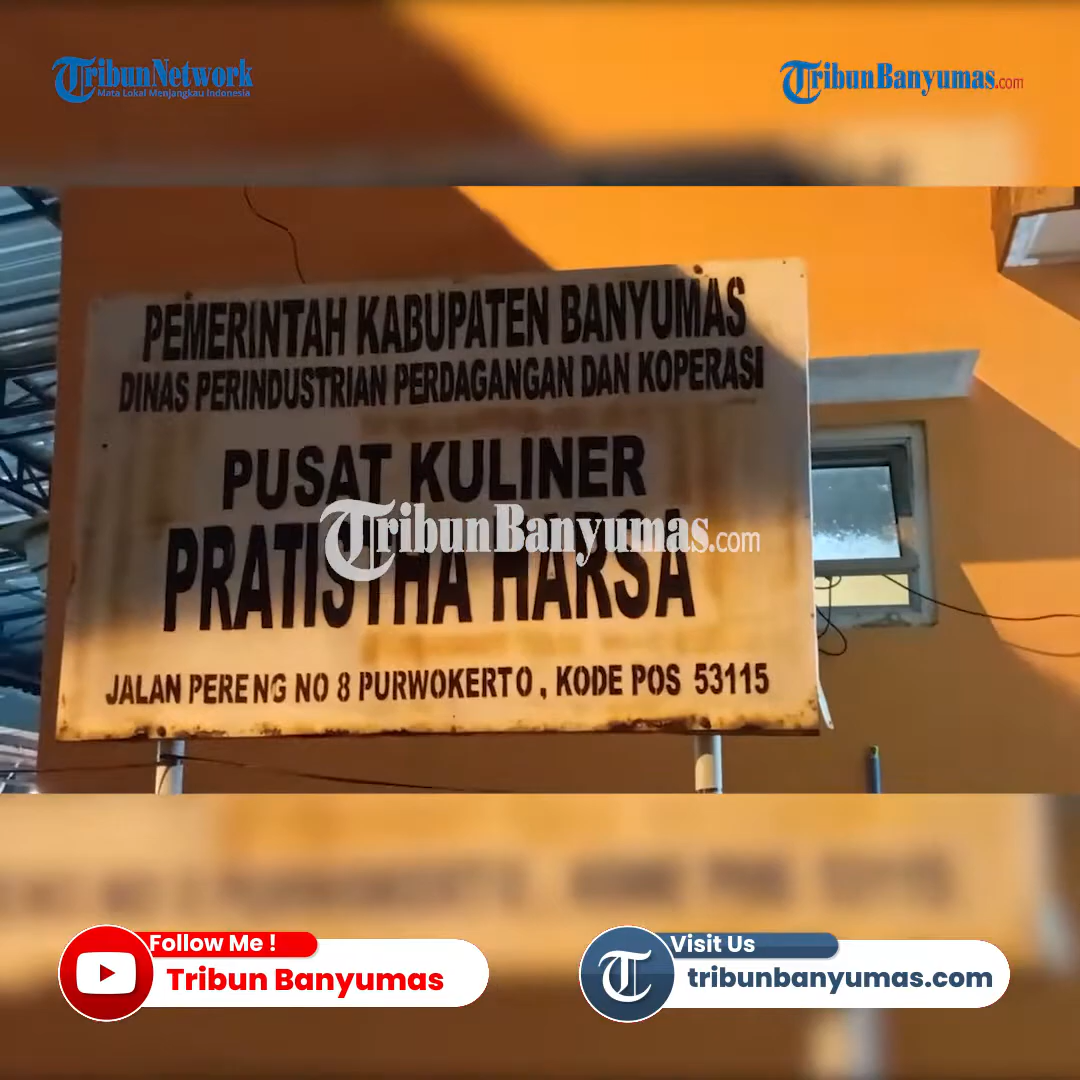 TribunNetwork
Mata Lokal Menjangkau Indonesia
TribunBanyumas.com
PEMERINTAH KABUPATEN BANYUMAS
DINAS PERINDUSTRIAN PERDAGANGAN DAN KOPERASI
PUSAT KULINER
TribunBanyumas.com
PRATISTHA HARSA
JALAN PERENG NO 8 PURWOKERTO, KODE POS 53115
Follow Me !
Tribun Banyumas
Visit Us
T
tribunbanyumas.com